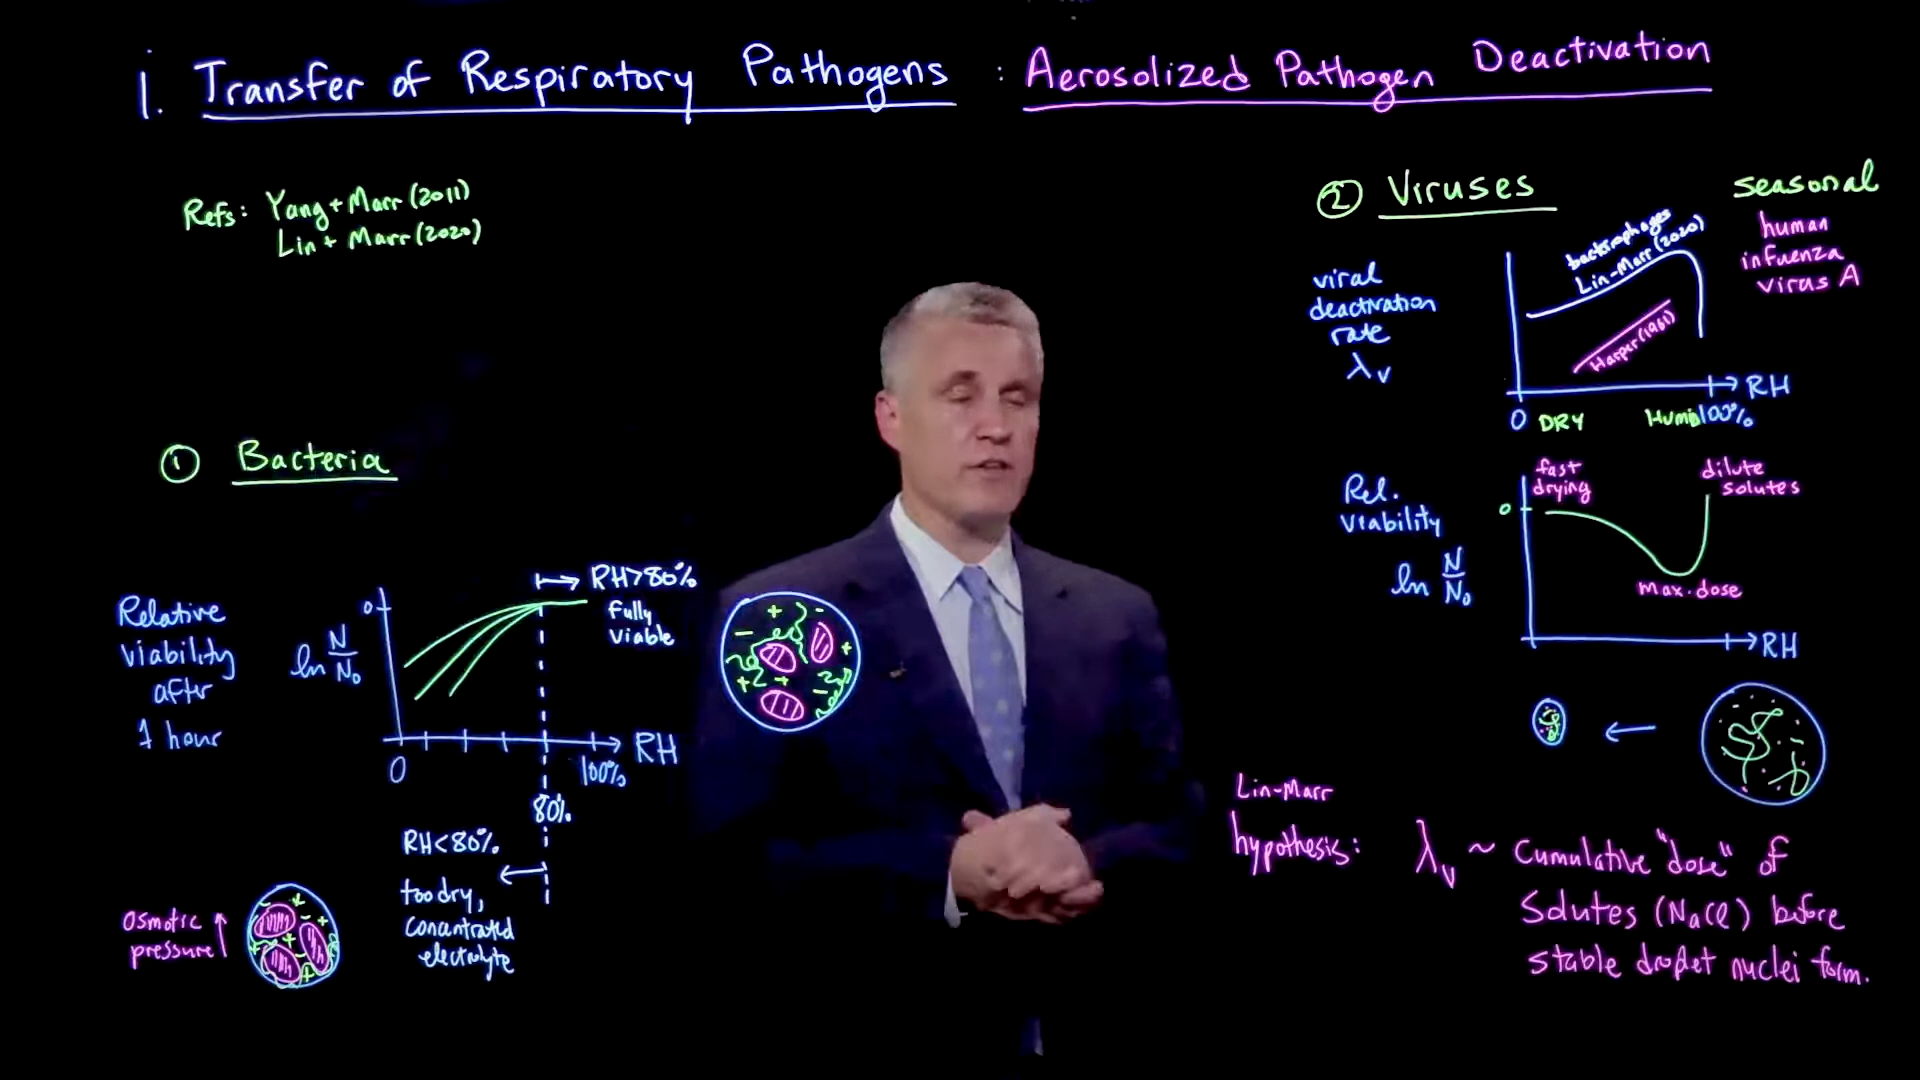 1. Transfer of Respiratory Pathogens : Aerosolized Pathogen Deactivation
Refs: Yang + Marr (2011)
Lin + Marr (2020)
① Bacteria
Relative
viability
after
1 hour
ln N/N₀
0
RH>80%
fully
viable
0
100%
RH
80%
RH<80%
too dry,
concentrated
electrolyte
osmotic
pressure ↑
② Viruses
seasonal
human
infuenza
virus A
viral
deactivation
rate
λv
bacteriophages
Lin-Marr (2020)
Harper (1961)
RH
0 DRY Humid 100%
fast
drying
dilute
solutes
Rel.
viability
ln N/N₀
0
max. dose
RH
Lin-Marr
hypothesis:
λv ~ Cumulative "dose" of
Solutes (NaCl) before
stable droplet nuclei form.